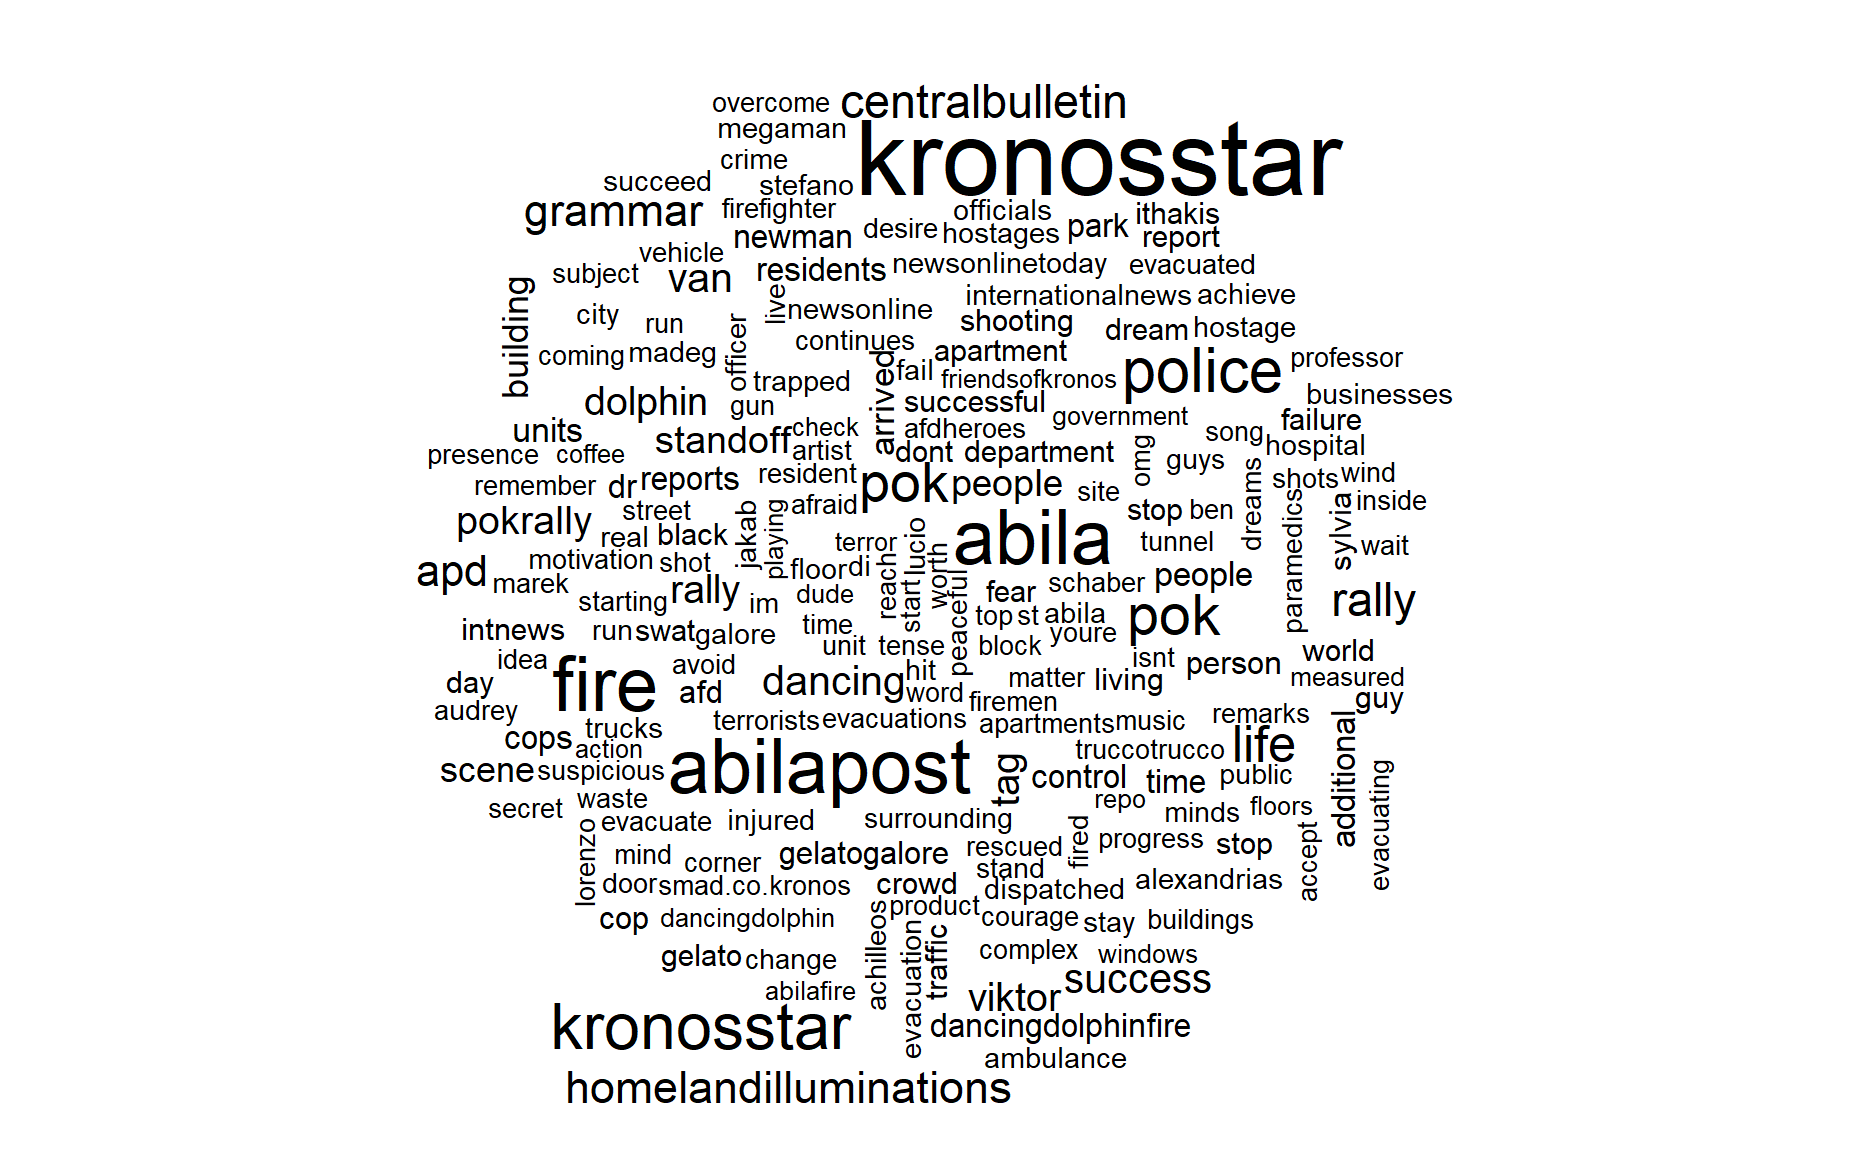 overcome
centralbulletin
megaman
kronosstar
crime
succeed
stefano
grammar
firefighter
officials
ithakis
newman
desire
hostages
park
report
vehicle
subject
van
residents
newsonlinetoday
evacuated
building
live
internationalnews
achieve
city
run
officer
newsonline
shooting
dream
hostage
continues
coming
madeg
arrived
apartment
police
professor
trapped
fail
friendsofkronos
businesses
dolphin
gun
successful
government
failure
units
standoff
check
afdheroes
omg
song
hospital
presence
coffee
artist
dont
department
guys
dreams
shots
wind
remember
dr
reports
resident
pok
people
site
paramedics
sylvia
inside
pokrally
street
jakab
playing
afraid
stop
ben
real
black
terror
lucio
abila
tunnel
wait
motivation
shot
floor
di
reach
worth
apd
marek
rally
dude
start
peaceful
fear
schaber
people
rally
starting
im
top
st
abila
pok
intnews
run
swat
galore
time
youre
unit
tense
block
isnt
world
idea
fire
avoid
hit
person
measured
day
afd
dancing
word
matter
living
guy
audrey
firemen
trucks
terrorists
evacuations
apartments
music
remarks
additional
cops
action
truccotrucco
life
scene
suspicious
abilapost
tag
control
time
public
evacuating
secret
waste
repo
minds
floors
lorenzo
evacuate
injured
surrounding
fired
progress
stop
accept
mind
corner
gelatogalore
rescued
stand
doors
mad.co.kronos
crowd
dispatched
alexandrias
cop
dancingdolphin
product
courage
stay
buildings
achilleos
evacuation
traffic
gelato
change
complex
windows
abilafire
viktor
success
kronosstar
dancingdolphinfire
ambulance
homelandilluminations